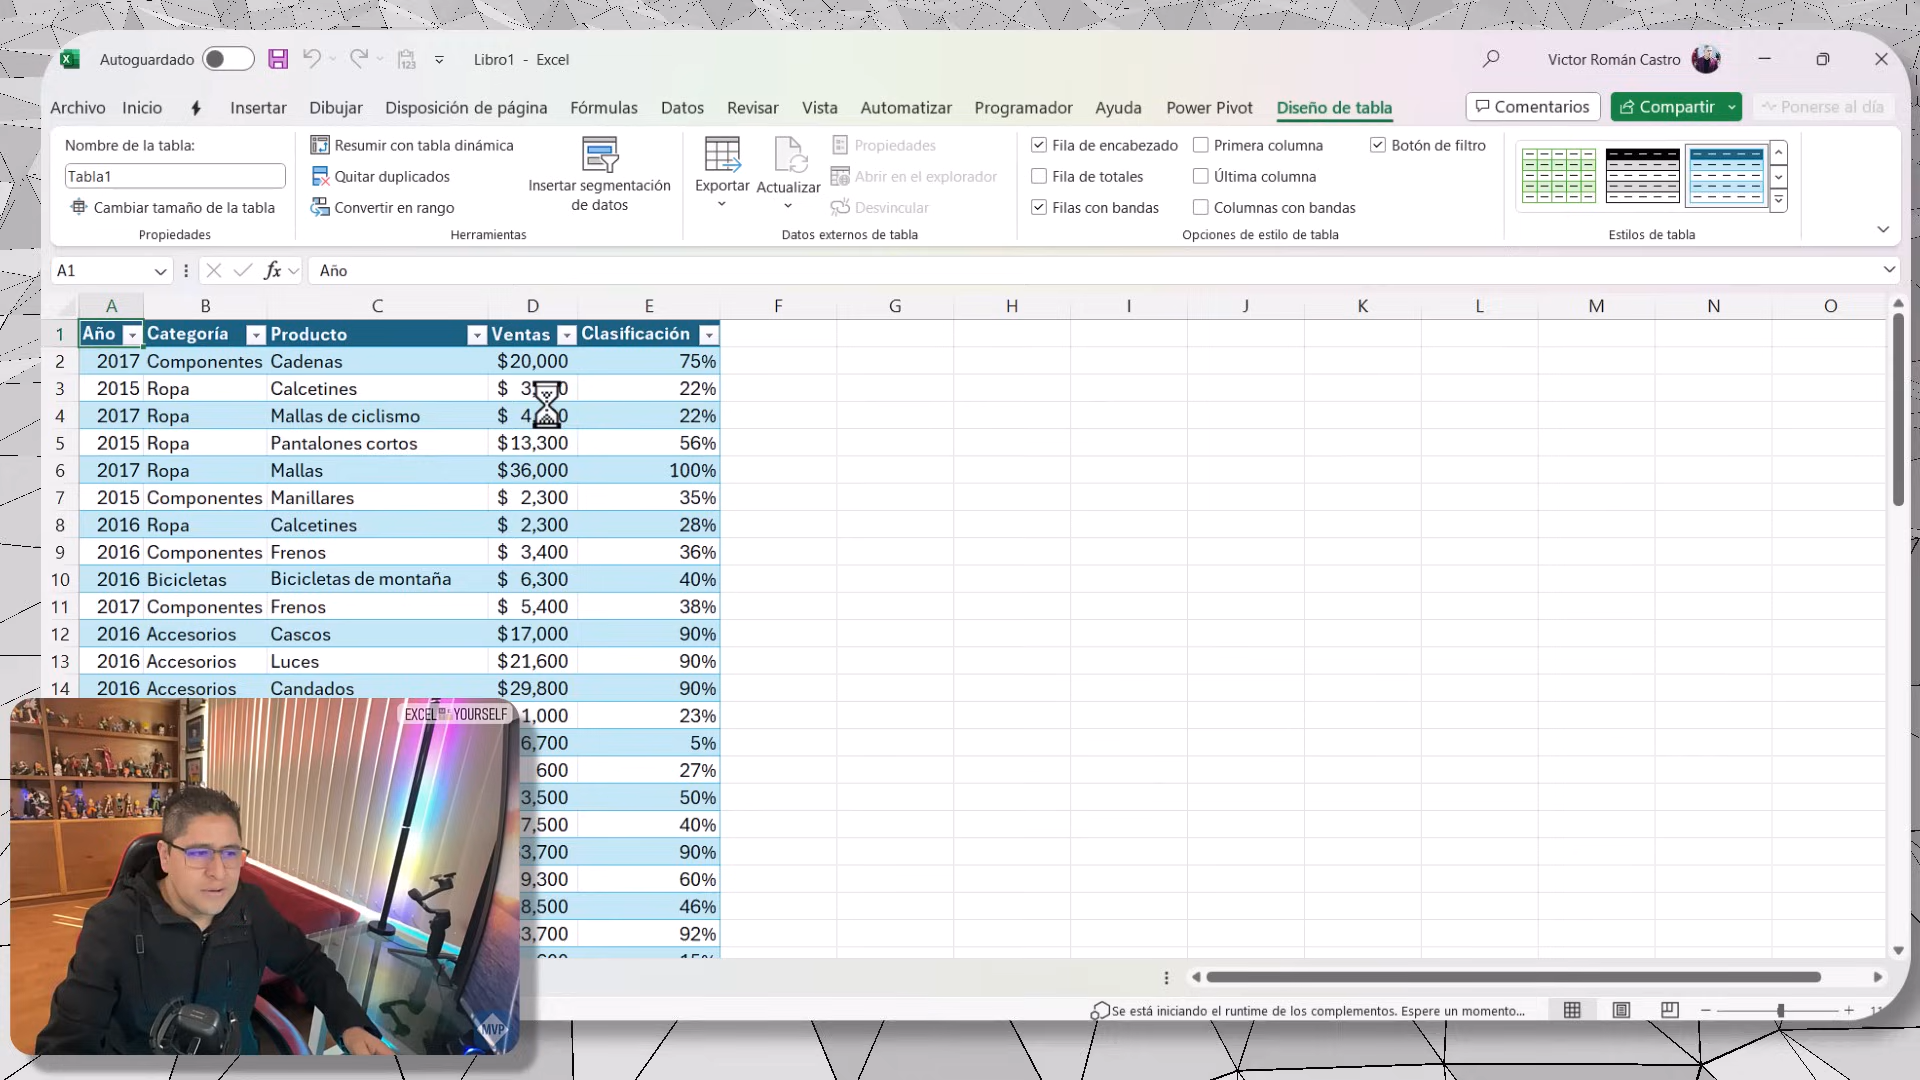 Autoguardado Libro1 - Excel Victor Román Castro
Archivo Inicio Insertar Dibujar Disposición de página Fórmulas Datos Revisar Vista Automatizar Programador Ayuda Power Pivot Diseño de tabla Comentarios Compartir Ponerse al día
Nombre de la tabla:
Tabla1
Cambiar tamaño de la tabla
Propiedades
Resumir con tabla dinámica
Quitar duplicados
Convertir en rango
Insertar segmentación
de datos
Herramientas
Exportar
Actualizar
Propiedades
Abrir en el explorador
Desvincular
Datos externos de tabla
Fila de encabezado Primera columna Botón de filtro
Fila de totales Última columna
Filas con bandas Columnas con bandas
Opciones de estilo de tabla
Estilos de tabla
A1 fx Año
A B C D E F G H I J K L M N O
1 Año Categoría Producto Ventas Clasificación
2 2017 Componentes Cadenas $20,000 75%
3 2015 Ropa Calcetines $ 22%
4 2017 Ropa Mallas de ciclismo $ 22%
5 2015 Ropa Pantalones cortos $13,300 56%
6 2017 Ropa Mallas $36,000 100%
7 2015 Componentes Manillares $ 2,300 35%
8 2016 Ropa Calcetines $ 2,300 28%
9 2016 Componentes Frenos $ 3,400 36%
10 2016 Bicicletas Bicicletas de montaña $ 6,300 40%
11 2017 Componentes Frenos $ 5,400 38%
12 2016 Accesorios Cascos $17,000 90%
13 2016 Accesorios Luces $21,600 90%
14 2016 Accesorios Candados $29,800 90%
EXCEL YOURSELF 1,000 23%
6,700 5%
600 27%
3,500 50%
7,500 40%
3,700 90%
9,300 60%
8,500 46%
3,700 92%
MVP
Se está iniciando el runtime de los complementos. Espere un momento...